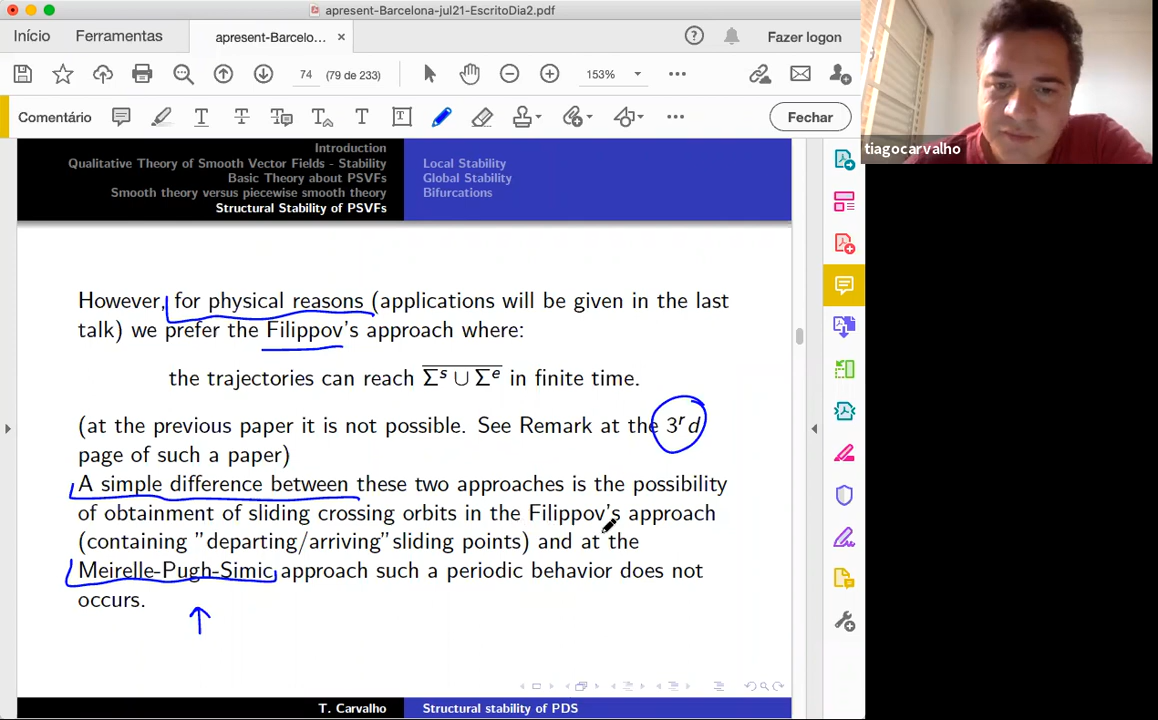 apresent-Barcelona-jul21-EscritoDia2.pdf
Início Ferramentas apresent-Barcelo... Fazer logon
74 (79 de 233) 153%
Comentário Fechar
tiagocarvalho
Introduction
Qualitative Theory of Smooth Vector Fields - Stability
Basic Theory about PSVFs
Smooth theory versus piecewise smooth theory
Structural Stability of PSVFs
Local Stability
Global Stability
Bifurcations
However, for physical reasons (applications will be given in the last
talk) we prefer the Filippov's approach where:
the trajectories can reach Σˢ ∪ Σᵉ in finite time.
(at the previous paper it is not possible. See Remark at the 3ʳd
page of such a paper)
A simple difference between these two approaches is the possibility
of obtainment of sliding crossing orbits in the Filippov's approach
(containing "departing/arriving"sliding points) and at the
Meirelle-Pugh-Simic approach such a periodic behavior does not
occurs.
T. Carvalho Structural stability of PDS